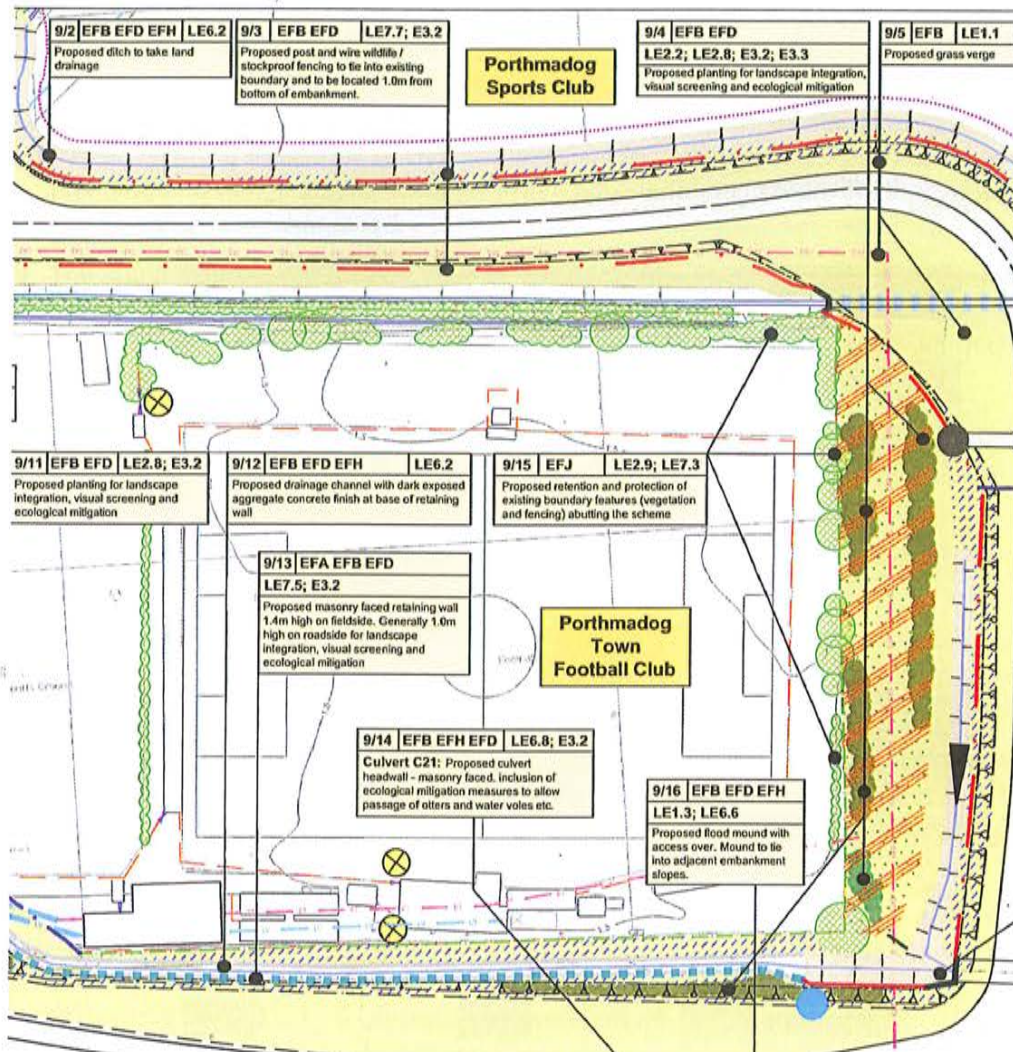 9/2 EFB EFD EFH LE6.2
Proposed ditch to take land
drainage
9/3 EFB EFD LE7.7; E3.2
Proposed post and wire wildlife /
stockproof fencing to tie into existing
boundary and to be located 1.0m from
bottom of embankment.
Porthmadog
Sports Club
9/4 EFB EFD
LE2.2; LE2.8; E3.2; E3.3
Proposed planting for landscape integration,
visual screening and ecological mitigation
9/5 EFB LE1.1
Proposed grass verge
9/11 EFB EFD LE2.8; E3.2
Proposed planting for landscape
integration, visual screening and
ecological mitigation
9/12 EFB EFD EFH LE6.2
Proposed drainage channel with dark exposed
aggregate concrete finish at base of retaining
wall
9/15 EFJ LE2.9; LE7.3
Proposed retention and protection of
existing boundary features (vegetation
and fencing) abutting the scheme
9/13 EFA EFB EFD
LE7.5; E3.2
Proposed masonry faced retaining wall
1.4m high on fieldside. Generally 1.0m
high on roadside for landscape
integration, visual screening and
ecological mitigation
Porthmadog
Town
Football Club
9/14 EFB EFH EFD LE6.8; E3.2
Culvert C21: Proposed culvert
headwall - masonry faced. inclusion of
ecological mitigation measures to allow
passage of otters and water voles etc.
9/16 EFB EFD EFH
LE1.3; LE6.6
Proposed flood mound with
access over. Mound to tie
into adjacent embankment
slopes.